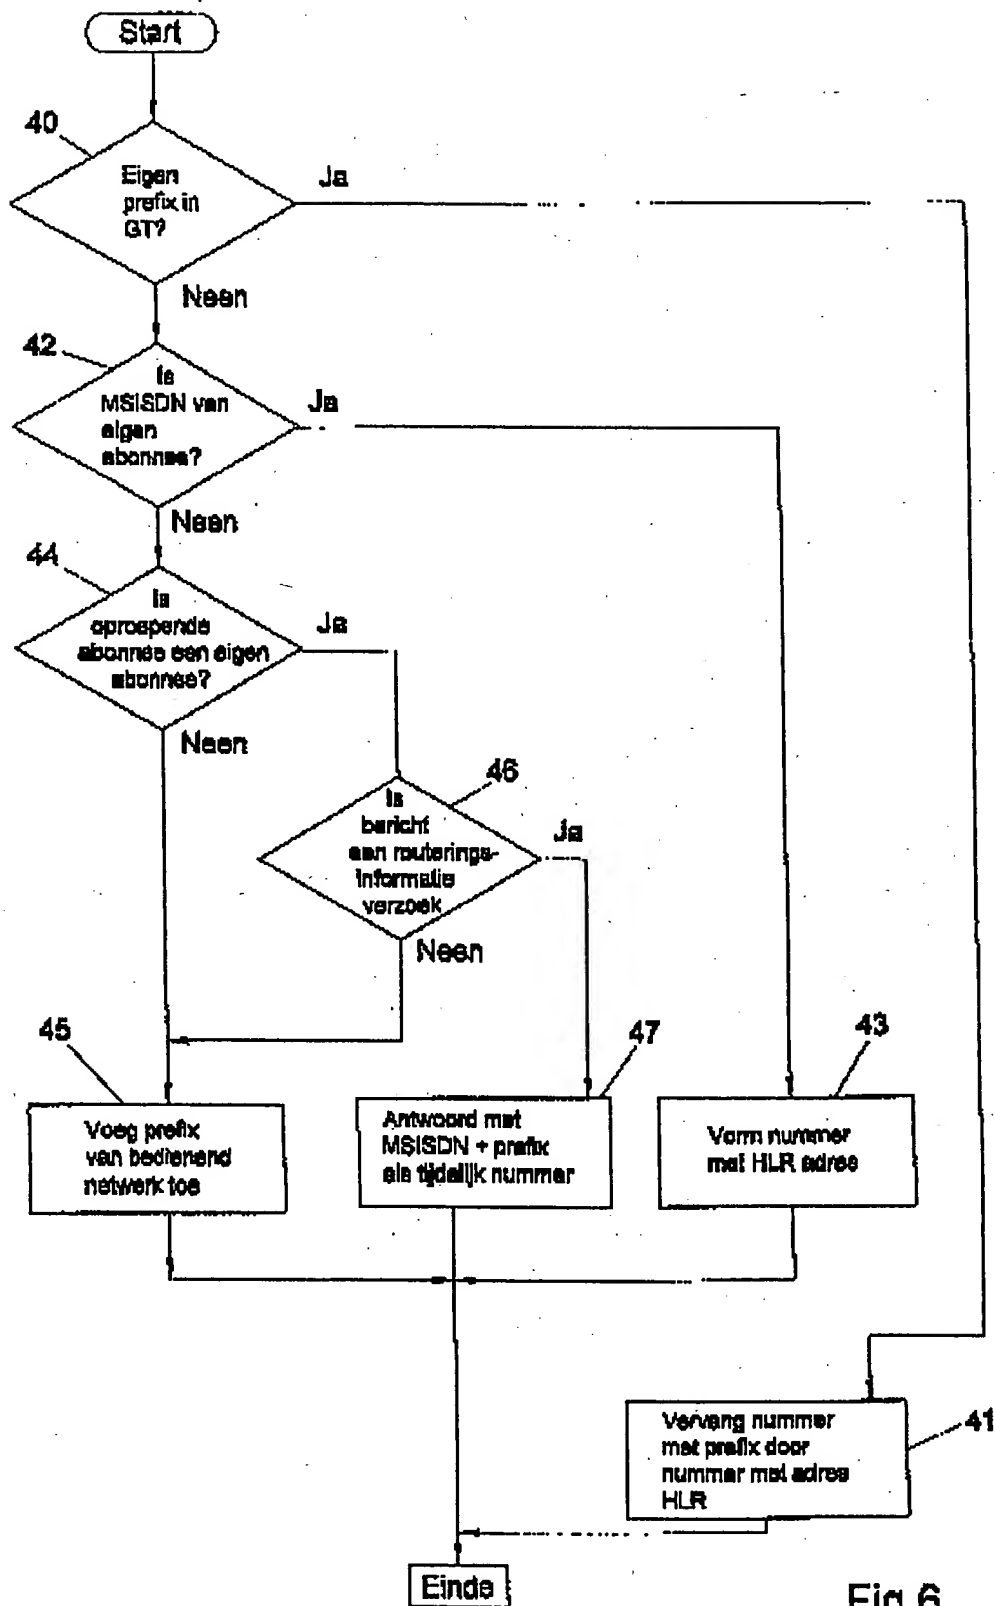 Start
40
Eigen
prefix in
GT?
Ja
Neen
42
Is
MSISDN van
eigen
abonnee?
Ja
Neen
44
Is
oproepende
abonnee een eigen
abonnee?
Ja
Neen
46
Is
bericht
een routerings-
informatie
verzoek
Ja
Neen
45
Voeg prefix
van bedienend
netwerk toe
47
Antwoord met
MSISDN + prefix
als tijdelijk nummer
43
Vorm nummer
met HLR adres
41
Vervang nummer
met prefix door
nummer met adres
HLR
Einde
Fig 6